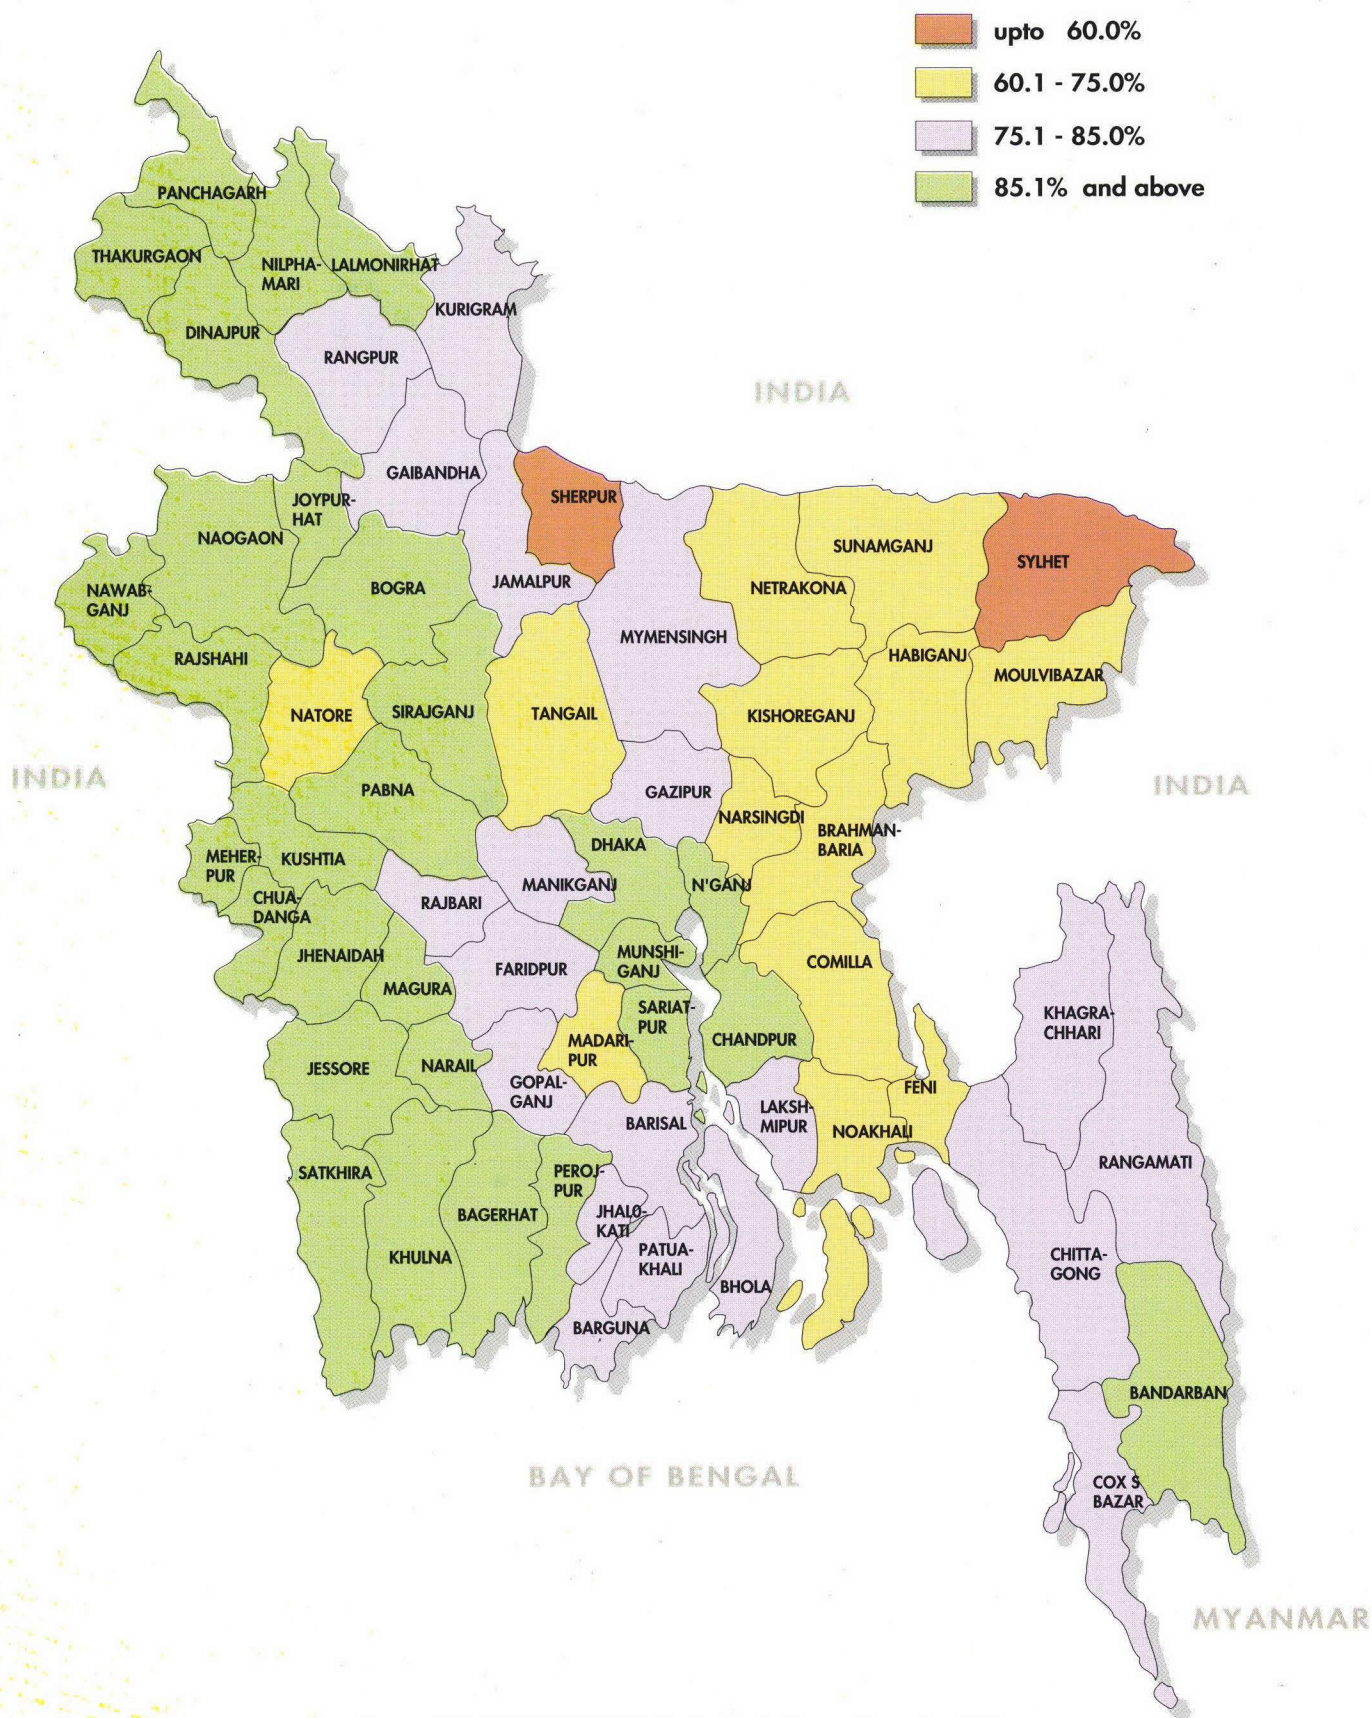 upto 60.0%
60.1 - 75.0%
75.1 - 85.0%
85.1% and above
PANCHAGARH
THAKURGAON
NILPHA-
MARI
LALMONIRHAT
KURIGRAM
DINAJPUR
RANGPUR
INDIA
GAIBANDHA
SHERPUR
JOYPUR-
HAT
NAOGAON
SUNAMGANJ
SYLHET
NAWAB-
GANJ
BOGRA
JAMALPUR
NETRAKONA
MYMENSINGH
RAJSHAHI
HABIGANJ
MOULVIBAZAR
NATORE
SIRAJGANJ
TANGAIL
KISHOREGANJ
INDIA
PABNA
GAZIPUR
INDIA
NARSINGDI
BRAHMAN-
BARIA
DHAKA
MEHER-
PUR
KUSHTIA
MANIKGANJ
N'GANJ
CHUA-
DANGA
RAJBARI
JHENAIDAH
MUNSHI-
GANJ
FARIDPUR
COMILLA
MAGURA
SARIAT-
PUR
KHAGRA-
CHHARI
MADARI-
PUR
CHANDPUR
JESSORE
NARAIL
GOPAL-
GANJ
FENI
LAKSH-
MIPUR
BARISAL
NOAKHALI
SATKHIRA
PEROJ-
PUR
RANGAMATI
BAGERHAT
JHALO-
KATI
KHULNA
PATUA-
KHALI
CHITTA-
GONG
BHOLA
BARGUNA
BANDARBAN
BAY OF BENGAL
COX S
BAZAR
MYANMAR